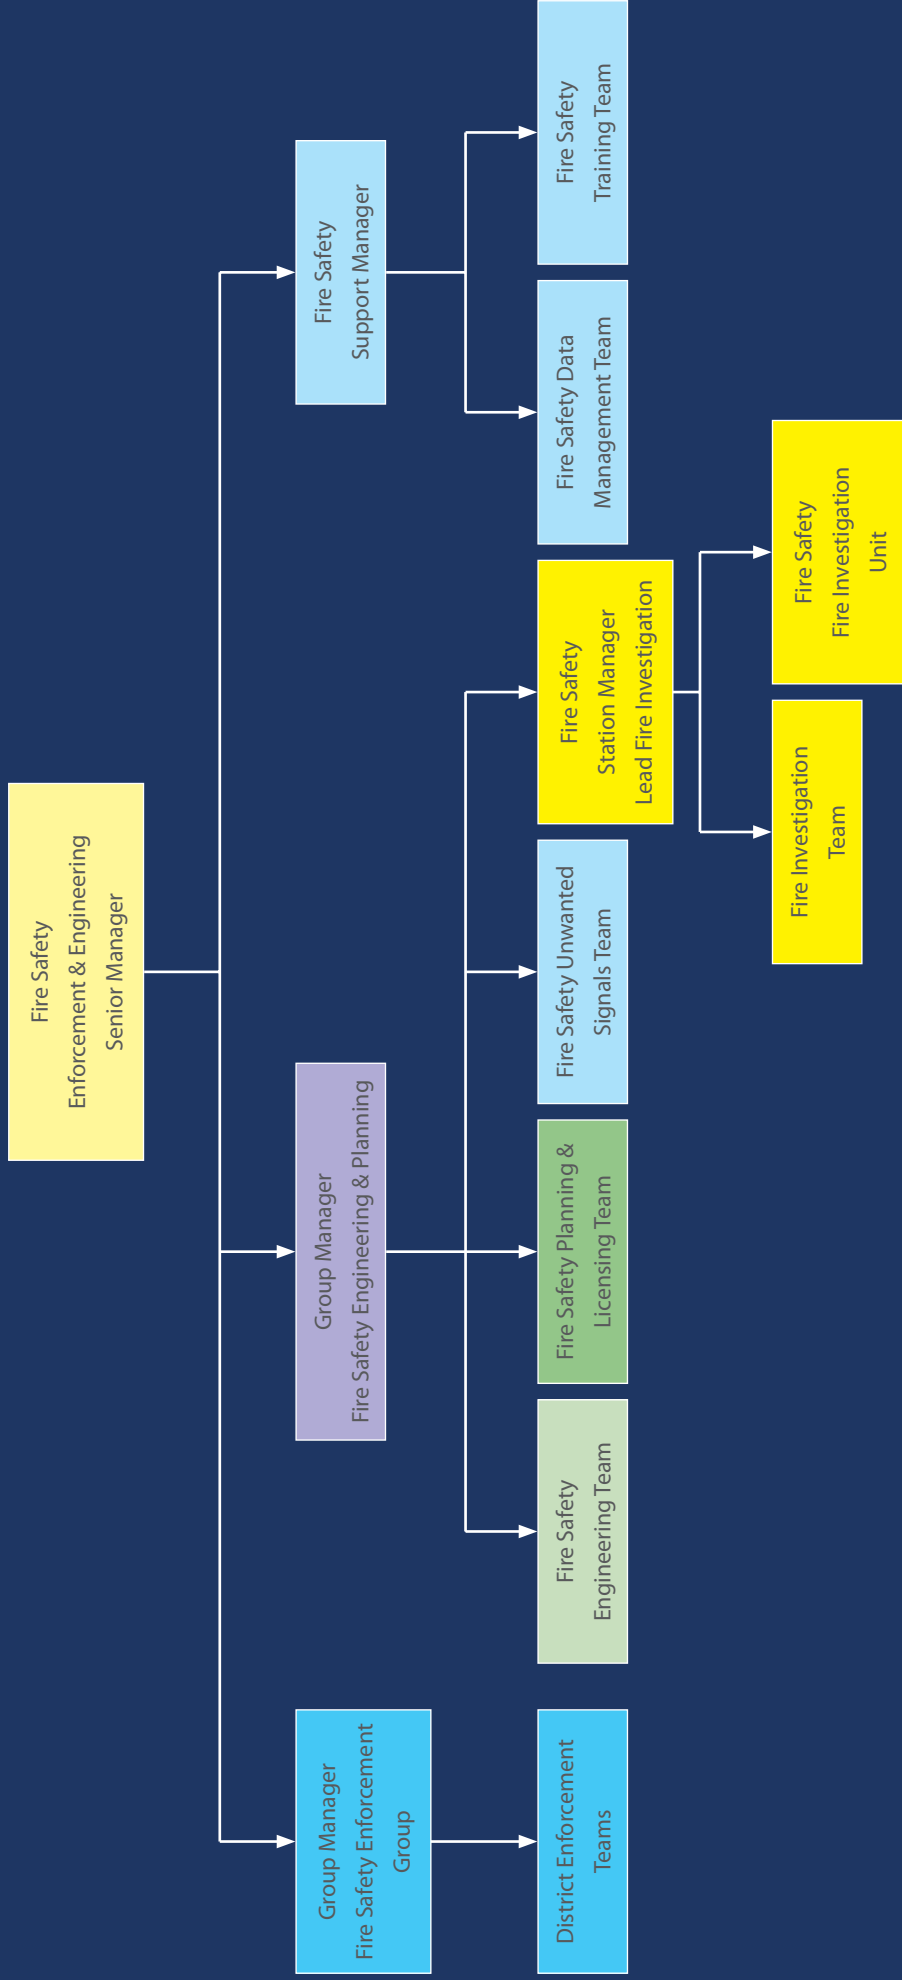 Fire Safety
Enforcement & Engineering
Senior Manager
Group Manager
Fire Safety Enforcement
Group
Group Manager
Fire Safety Engineering & Planning
Fire Safety
Support Manager
District Enforcement
Teams
Fire Safety
Engineering Team
Fire Safety Planning &
Licensing Team
Fire Safety Unwanted
Signals Team
Fire Safety
Station Manager
Lead Fire Investigation
Fire Safety Data
Management Team
Fire Safety
Training Team
Fire Investigation
Team
Fire Safety
Fire Investigation
Unit